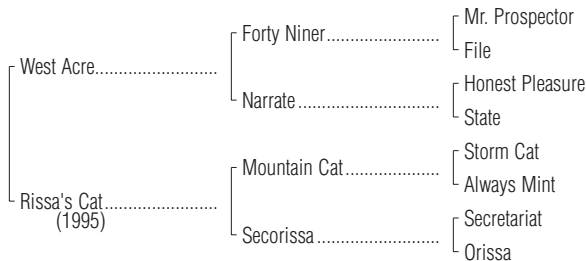 Mr. Prospector
Forty Niner
File
West Acre
Honest Pleasure
Narrate
State
Storm Cat
Mountain Cat
Always Mint
Rissa's Cat
(1995)
Secretariat
Secorissa
Orissa